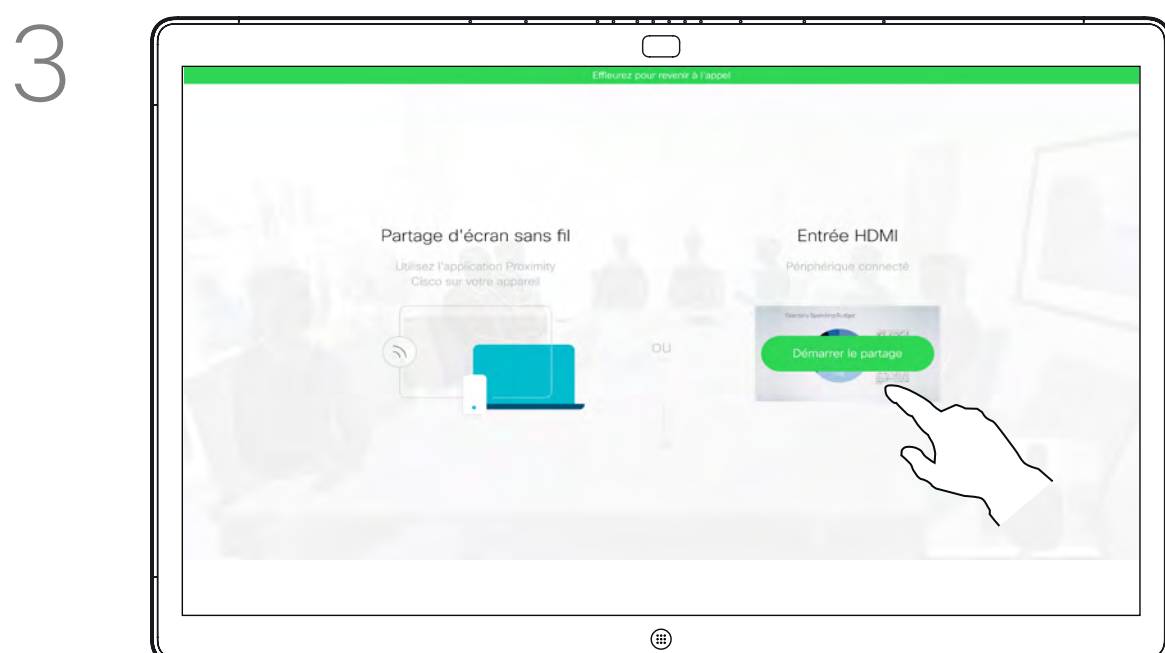 3
Effleurez pour revenir à l'appel
Partage d'écran sans fil
Utilisez l'application Proximity
Cisco sur votre appareil
ou
Entrée HDMI
Périphérique connecté
Démarrer le partage